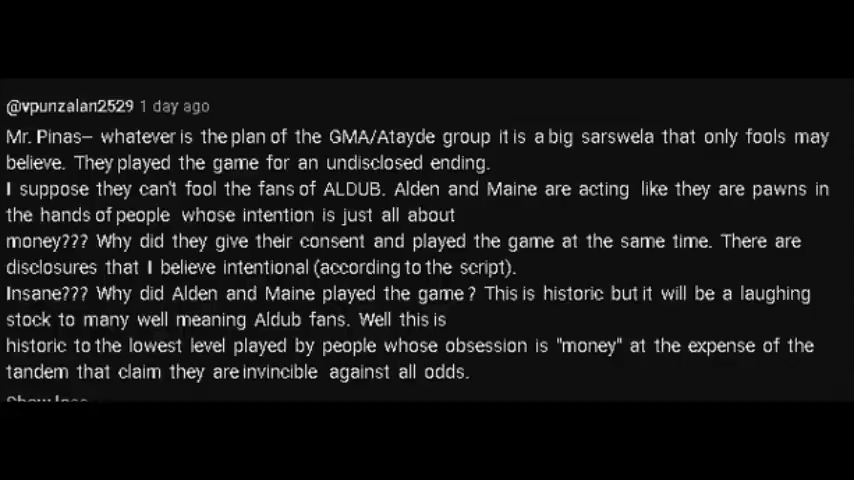 @vpunzalan2529 1 day ago
Mr. Pinas– whatever is the plan of the GMA/Atayde group it is a big sarswela that only fools may
believe. They played the game for an undisclosed ending.
I suppose they can't fool the fans of ALDUB. Alden and Maine are acting like they are pawns in
the hands of people whose intention is just all about
money??? Why did they give their consent and played the game at the same time. There are
disclosures that I believe intentional (according to the script).
Insane??? Why did Alden and Maine played the game? This is historic but it will be a laughing
stock to many well meaning Aldub fans. Well this is
historic to the lowest level played by people whose obsession is "money" at the expense of the
tandem that claim they are invincible against all odds.
Show less